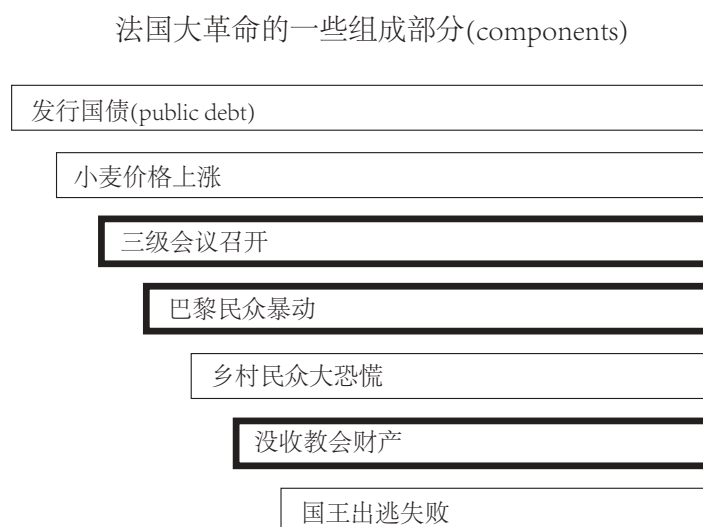 法国大革命的一些组成部分(components)
发行国债(public debt)
小麦价格上涨
三级会议召开
巴黎民众暴动
乡村民众大恐慌
没收教会财产
国王出逃失败